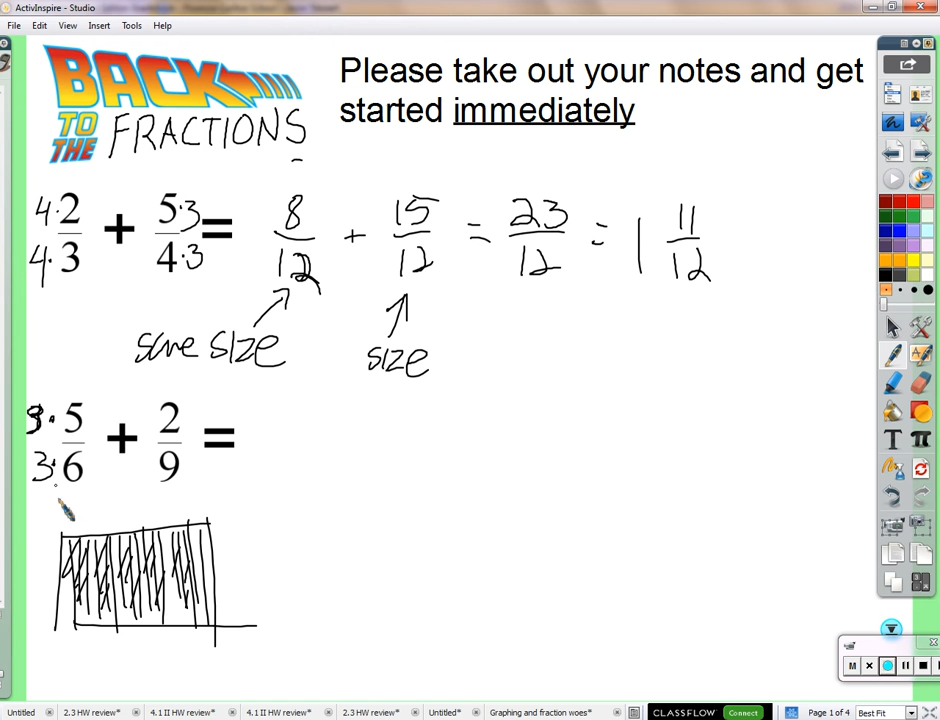 ActivInspire - Studio
File Edit View Insert Tools Help
BACK
TO THE FRACTIONS
Please take out your notes and get
started immediately
4·2/3·4 + 5·3/4·3 = 8/12 + 15/12 = 23/12 = 1 11/12
same size
size
3·5/3·6 + 2/9 =
M
Untitled 2.3 HW review* 4.1 II HW review* 4.1 II HW review* 2.3 HW review* Untitled* Graphing and fraction woes* CLASSFLOW Connect Page 1 of 4 Best Fit